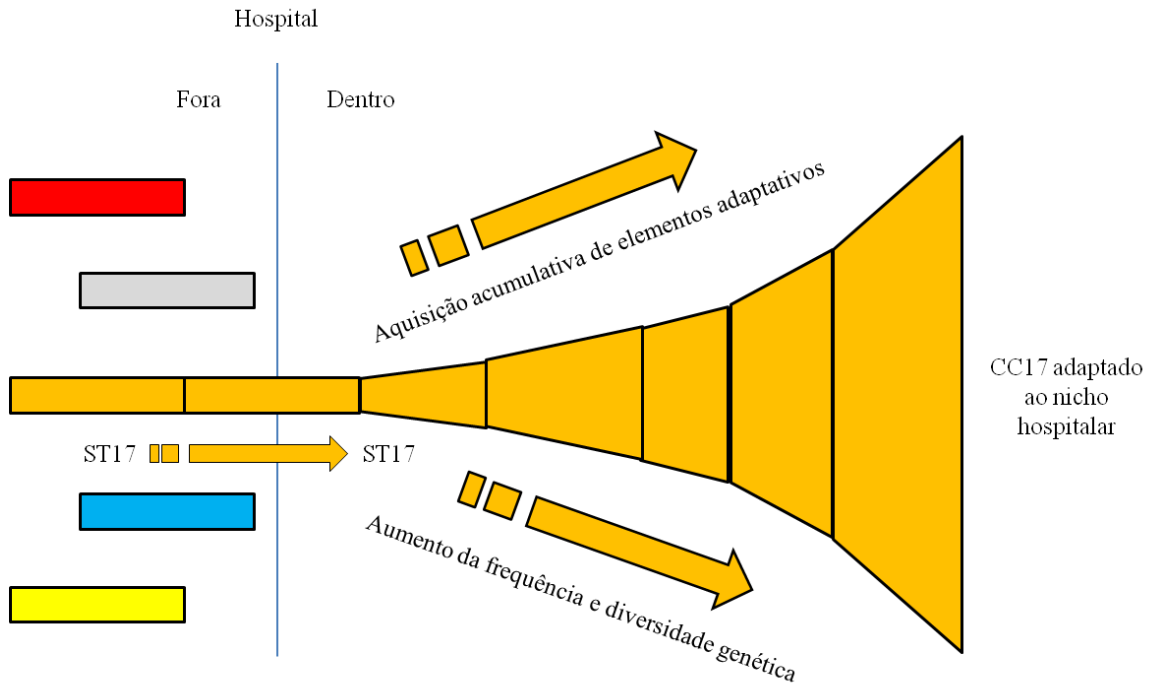 Hospital
Fora
Dentro
Aquisição acumulativa de elementos adaptativos
CC17 adaptado
ao nicho
hospitalar
ST17
ST17
Aumento da frequência e diversidade genética